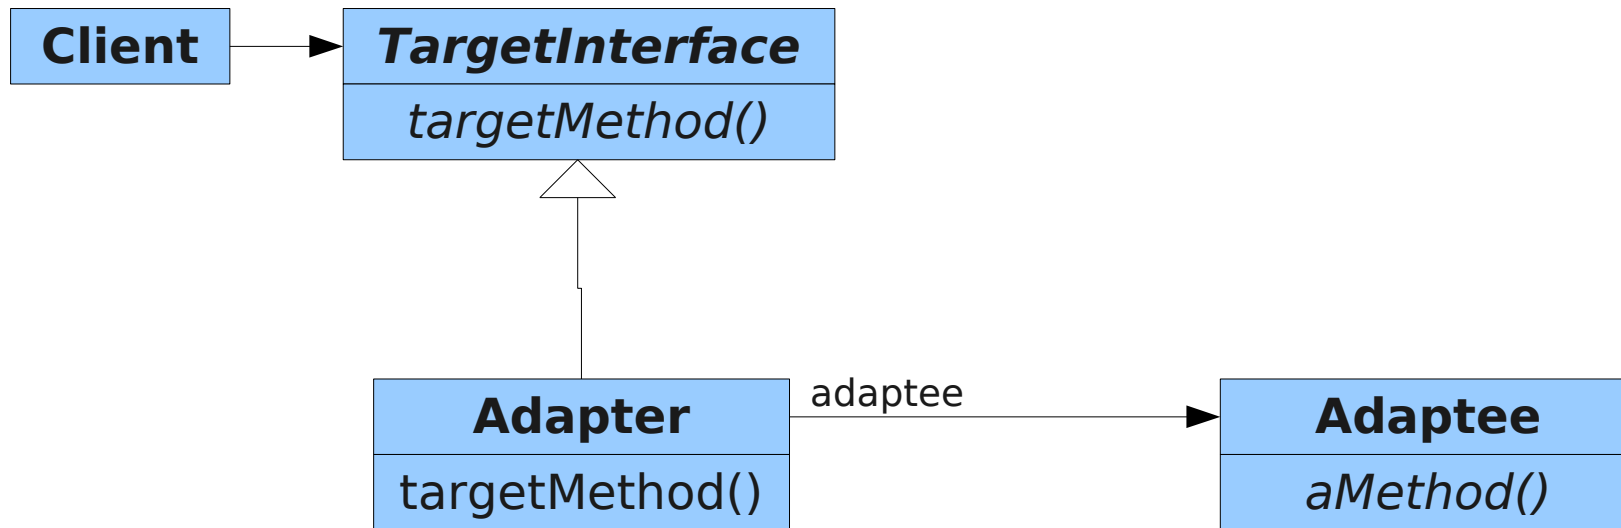 Client
TargetInterface
targetMethod()
adaptee
Adapter
targetMethod()
Adaptee
aMethod()